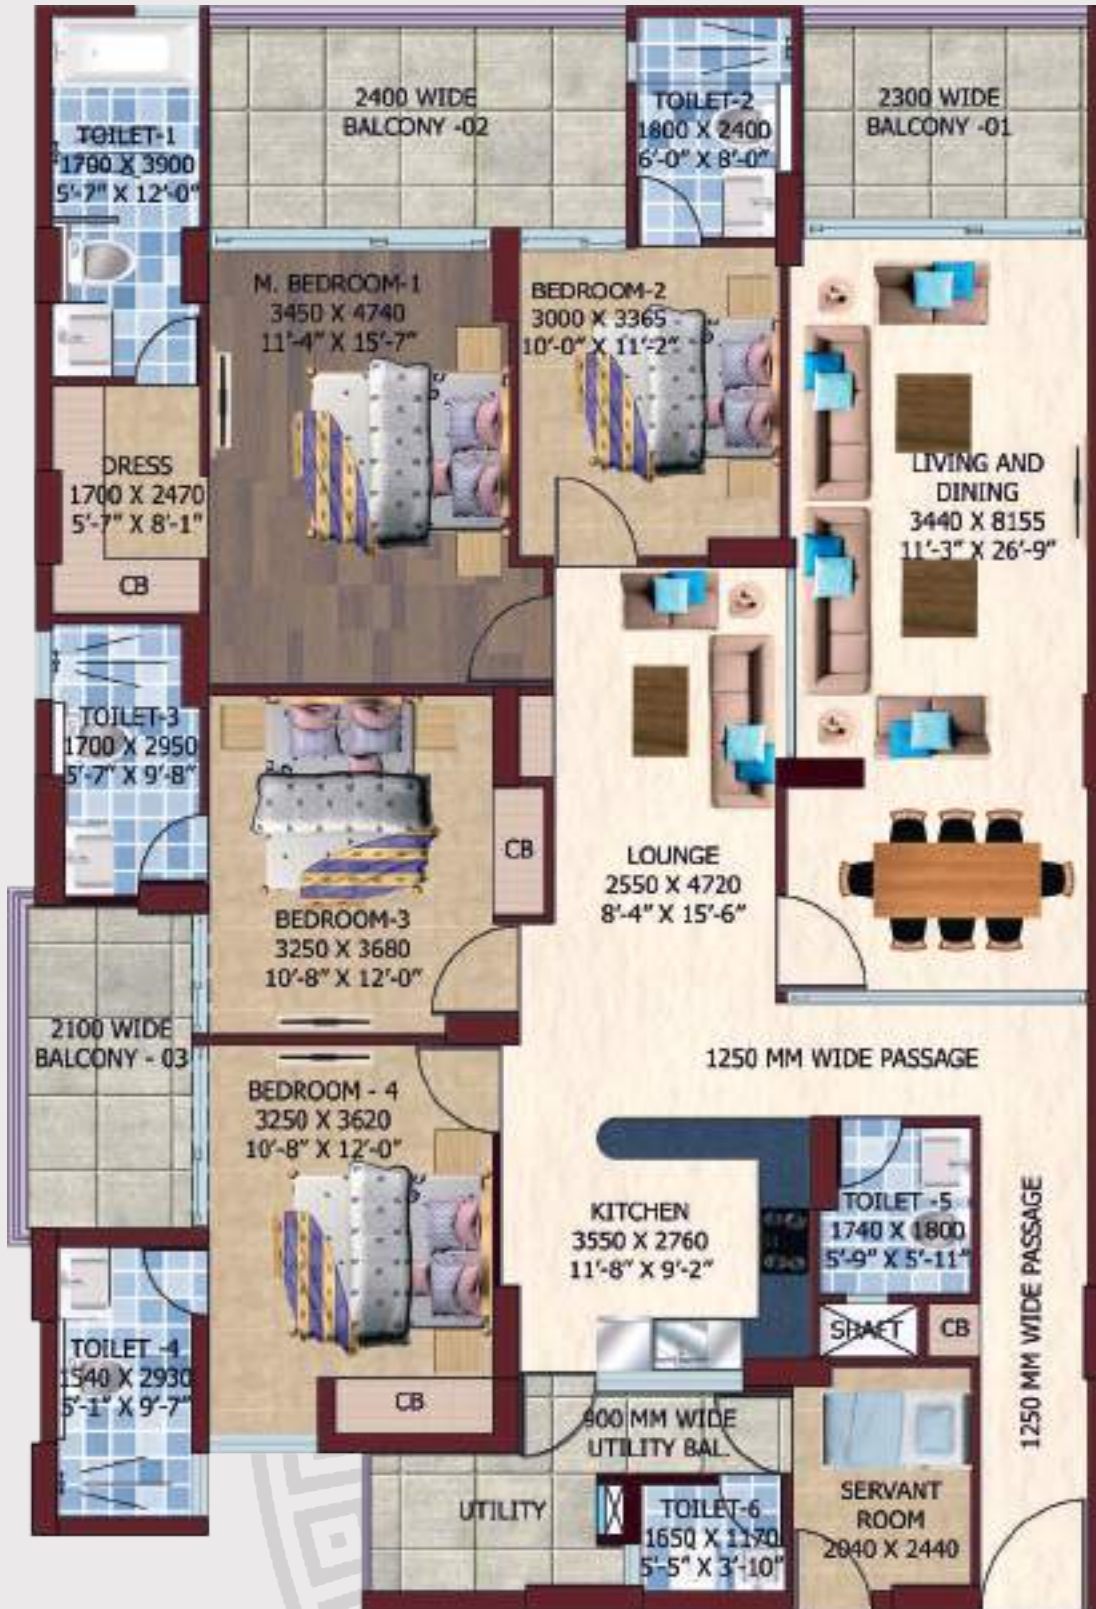 2400 WIDE
BALCONY -02
TOILET-2
1800 X 2400
6'-0" X 8'-0"
2300 WIDE
BALCONY -01
TOILET-1
1700 X 3900
5'-7" X 12'-0"
M. BEDROOM-1
3450 X 4740
11'-4" X 15'-7"
BEDROOM-2
3000 X 3365
10'-0" X 11'-2"
LIVING AND
DINING
3440 X 8155
11'-3" X 26'-9"
DRESS
1700 X 2470
5'-7" X 8'-1"
CB
TOILET-3
1700 X 2950
5'-7" X 9'-8"
CB
LOUNGE
2550 X 4720
8'-4" X 15'-6"
BEDROOM-3
3250 X 3680
10'-8" X 12'-0"
2100 WIDE
BALCONY - 03
1250 MM WIDE PASSAGE
BEDROOM - 4
3250 X 3620
10'-8" X 12'-0"
KITCHEN
3550 X 2760
11'-8" X 9'-2"
TOILET -5
1740 X 1800
5'-9" X 5'-11"
1250 MM WIDE PASSAGE
SHAFT
CB
TOILET -4
1540 X 2930
5'-1" X 9'-7"
CB
900 MM WIDE
UTILITY BAL.
UTILITY
TOILET-6
1650 X 1170
5'-5" X 3'-10"
SERVANT
ROOM
2040 X 2440